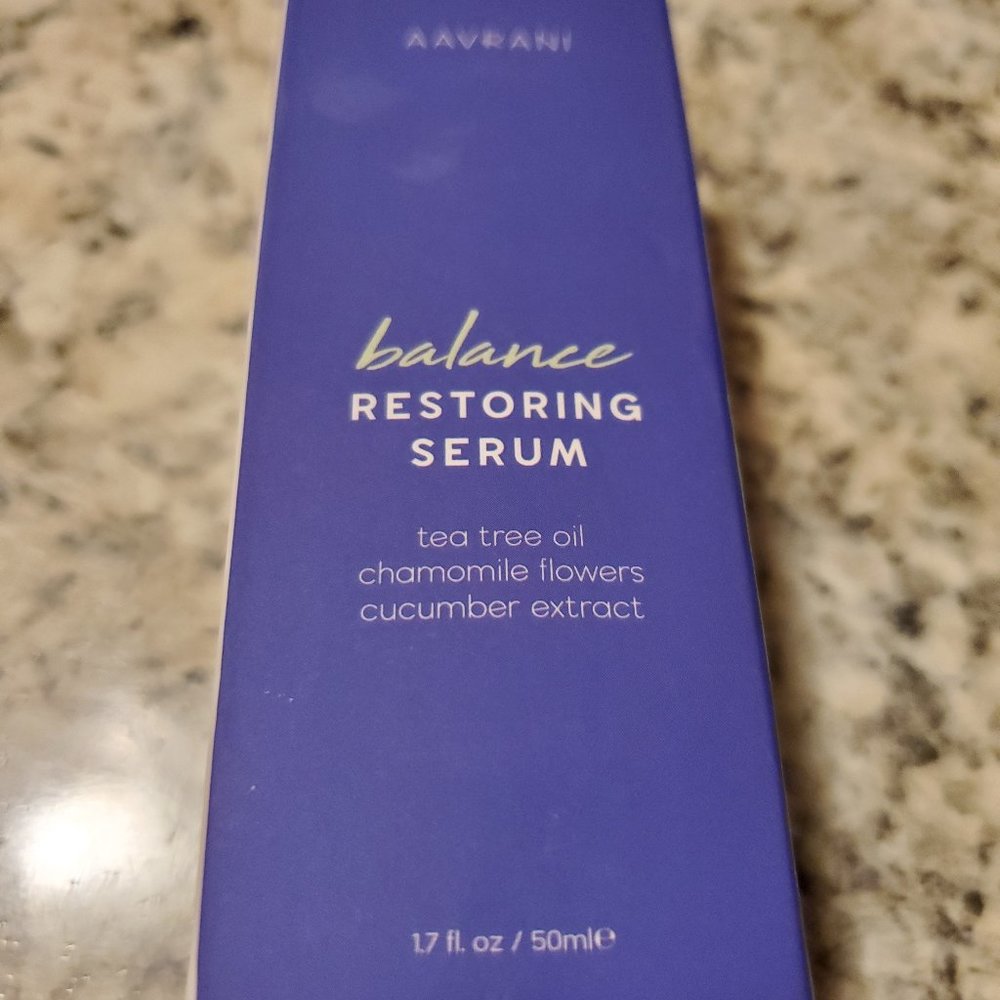 AAVRANI
balance
RESTORING
SERUM
tea tree oil
chamomile flowers
cucumber extract
1.7 fl. oz / 50ml℮